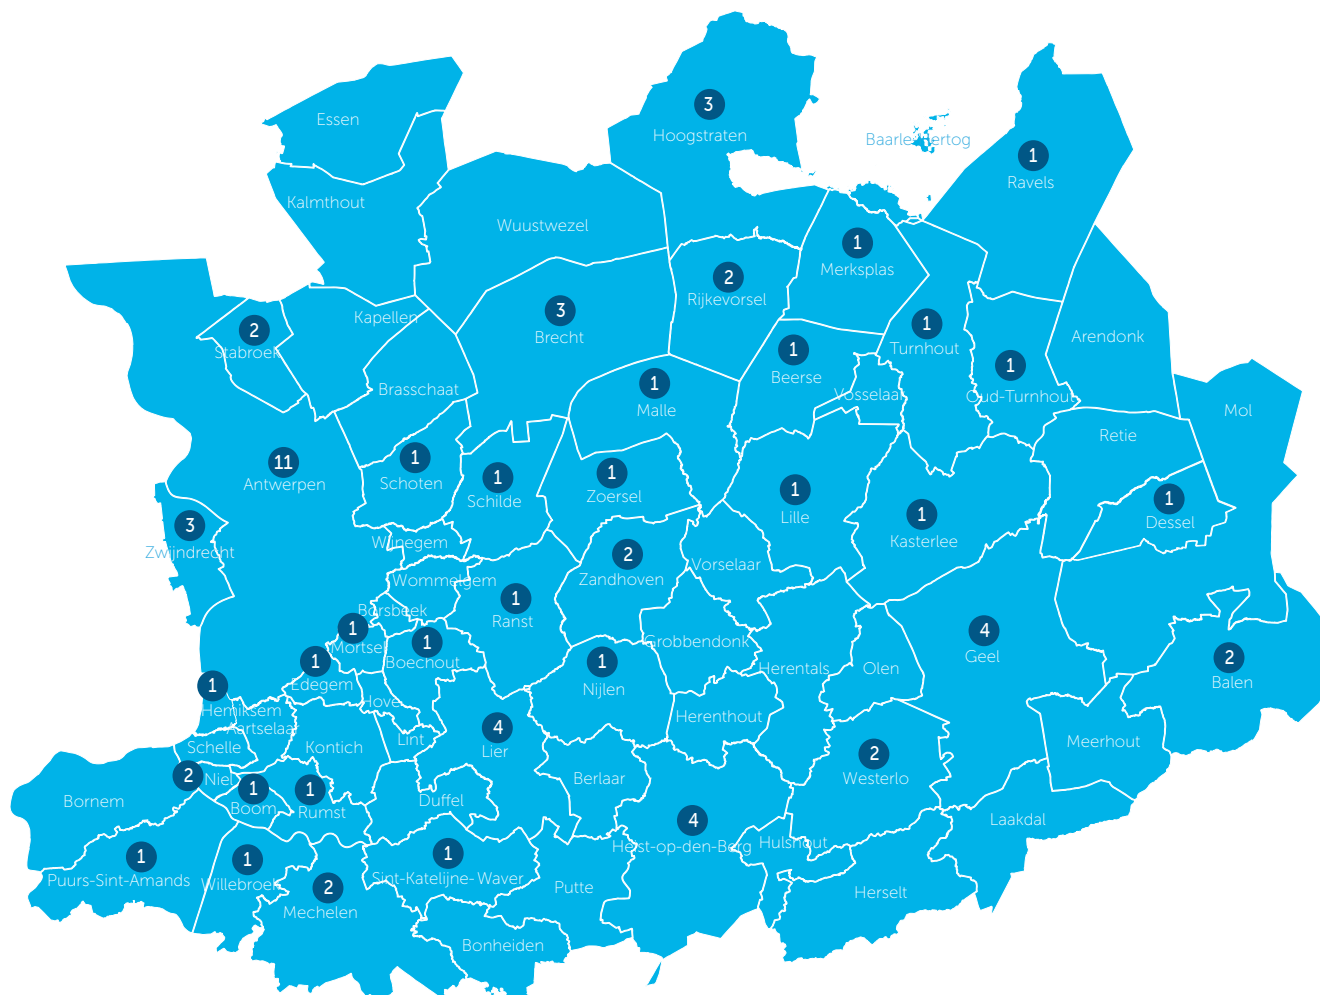 3
Hoogstraten
Essen
Baarle-Hertog
1
Ravels
Kalmthout
Wuustwezel
1
Merksplas
2
Rijkevorsel
3
Brecht
Kapellen
2
Stabroek
1
Turnhout
Arendonk
1
Beerse
1
Oud-Turnhout
Brasschaat
1
Malle
Vosselaar
Mol
Retie
11
Antwerpen
1
Schoten
1
Schilde
1
Zoersel
1
Lille
1
Kasterlee
1
Dessel
3
Zwijndrecht
Wijnegem
2
Zandhoven
Vorselaar
Wommelgem
1
Ranst
Borsbeek
1
Mortsel
1
Boechout
Grobbendonk
4
Geel
1
Edegem
1
Nijlen
Herentals
Olen
2
Balen
1
Hemiksem
Hove
Aartselaar
Herenthout
4
Lier
Schelle
Kontich
Lint
Meerhout
2
Niel
Berlaar
2
Westerlo
Bornem
1
Boom
1
Rumst
Duffel
4
Heist-op-den-Berg
Hulshout
Laakdal
1
Puurs-Sint-Amands
1
Willebroek
1
Sint-Katelijne-Waver
2
Mechelen
Putte
Herselt
Bonheiden